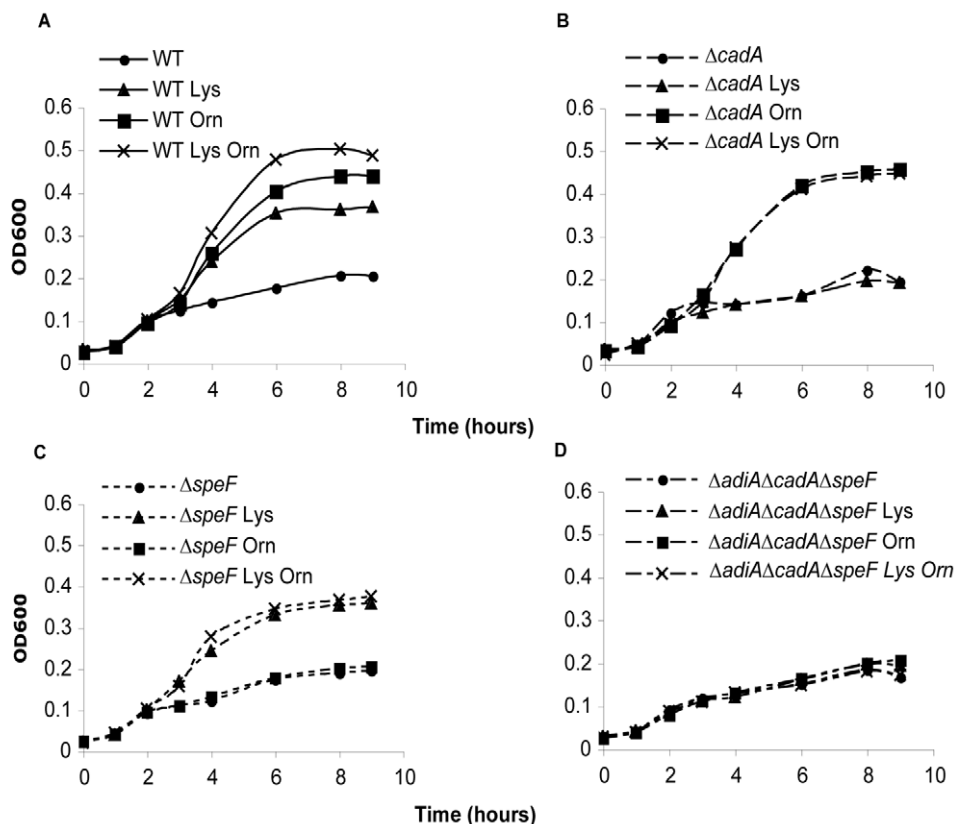 A
WT
WT Lys
WT Orn
WT Lys Orn
OD600
0.6
0.5
0.4
0.3
0.2
0.1
0
0 2 4 6 8 10
B
ΔcadA
ΔcadA Lys
ΔcadA Orn
ΔcadA Lys Orn
0.6
0.5
0.4
0.3
0.2
0.1
0
0 2 4 6 8 10
Time (hours)
C
ΔspeF
ΔspeF Lys
ΔspeF Orn
ΔspeF Lys Orn
OD600
0.6
0.5
0.4
0.3
0.2
0.1
0
0 2 4 6 8 10
D
ΔadiAΔcadAΔspeF
ΔadiAΔcadAΔspeF Lys
ΔadiAΔcadAΔspeF Orn
ΔadiAΔcadAΔspeF Lys Orn
0.6
0.5
0.4
0.3
0.2
0.1
0
0 2 4 6 8 10
Time (hours)